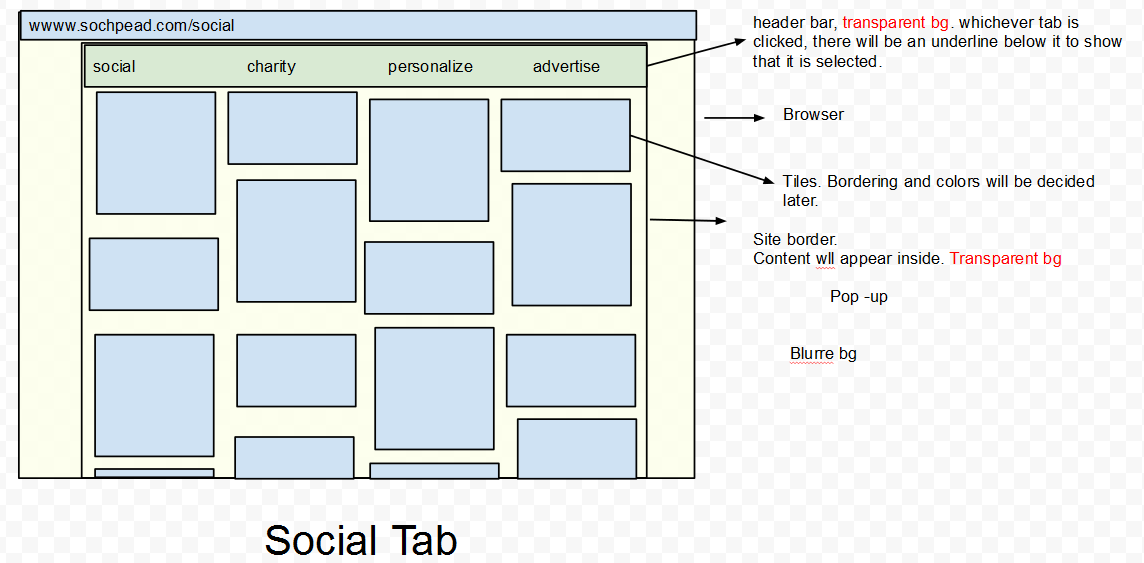 wwww.sochpead.com/social
social charity personalize advertise
header bar, transparent bg. whichever tab is
clicked, there will be an underline below it to show
that it is selected.
Browser
Tiles. Bordering and colors will be decided
later.
Site border.
Content wll appear inside. Transparent bg
Pop -up
Blurre bg
Social Tab